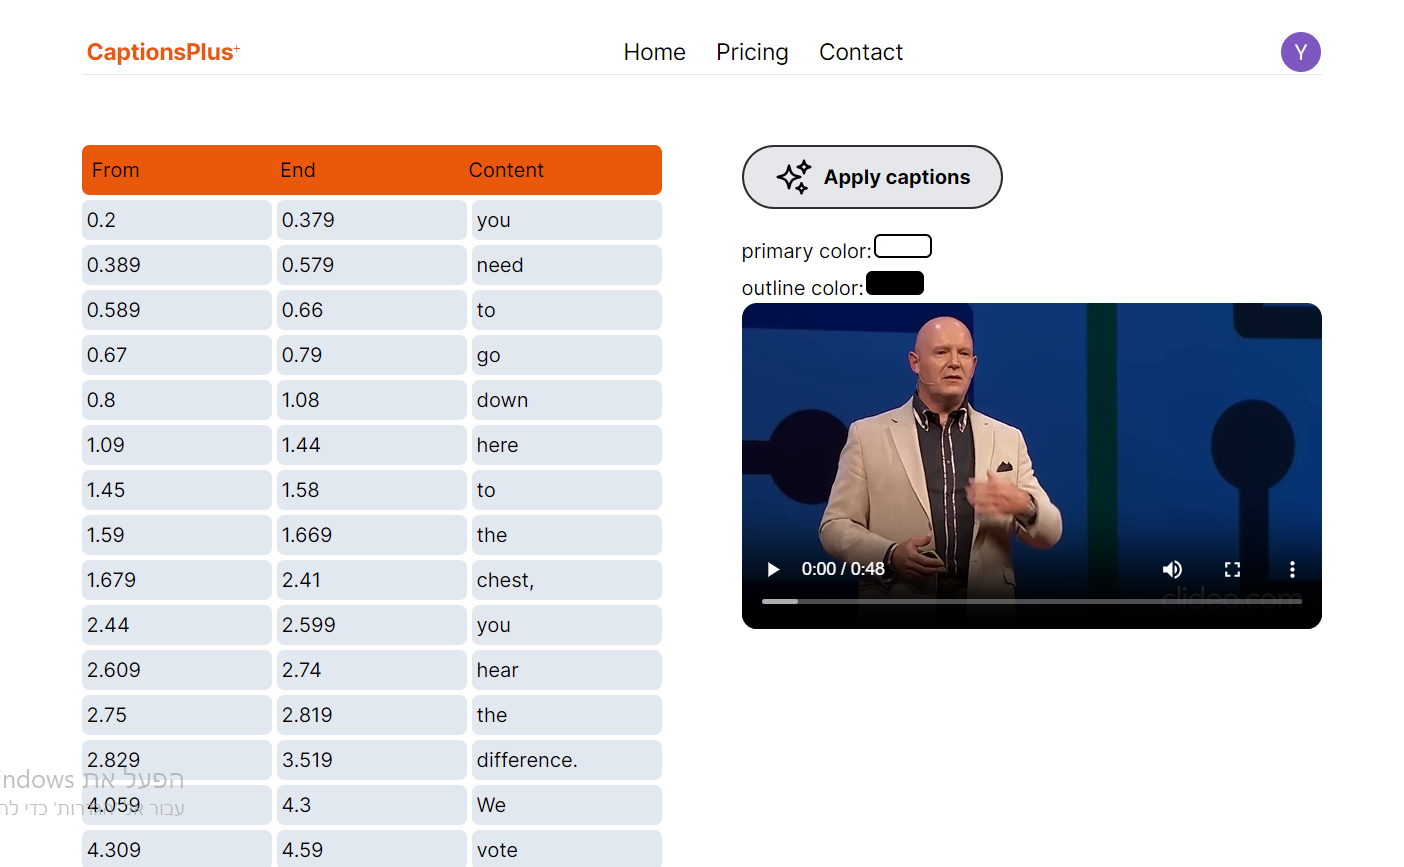 CaptionsPlus+
Home Pricing Contact
Y
From End Content
0.2 0.379 you
0.389 0.579 need
0.589 0.66 to
0.67 0.79 go
0.8 1.08 down
1.09 1.44 here
1.45 1.58 to
1.59 1.669 the
1.679 2.41 chest,
2.44 2.599 you
2.609 2.74 hear
2.75 2.819 the
2.829 3.519 difference.
4.059 4.3 We
4.309 4.59 vote
Apply captions
primary color:
outline color:
0:00 / 0:48
clideo.com
הפעל את ndows
עבור אל 'הגדרות' כדי